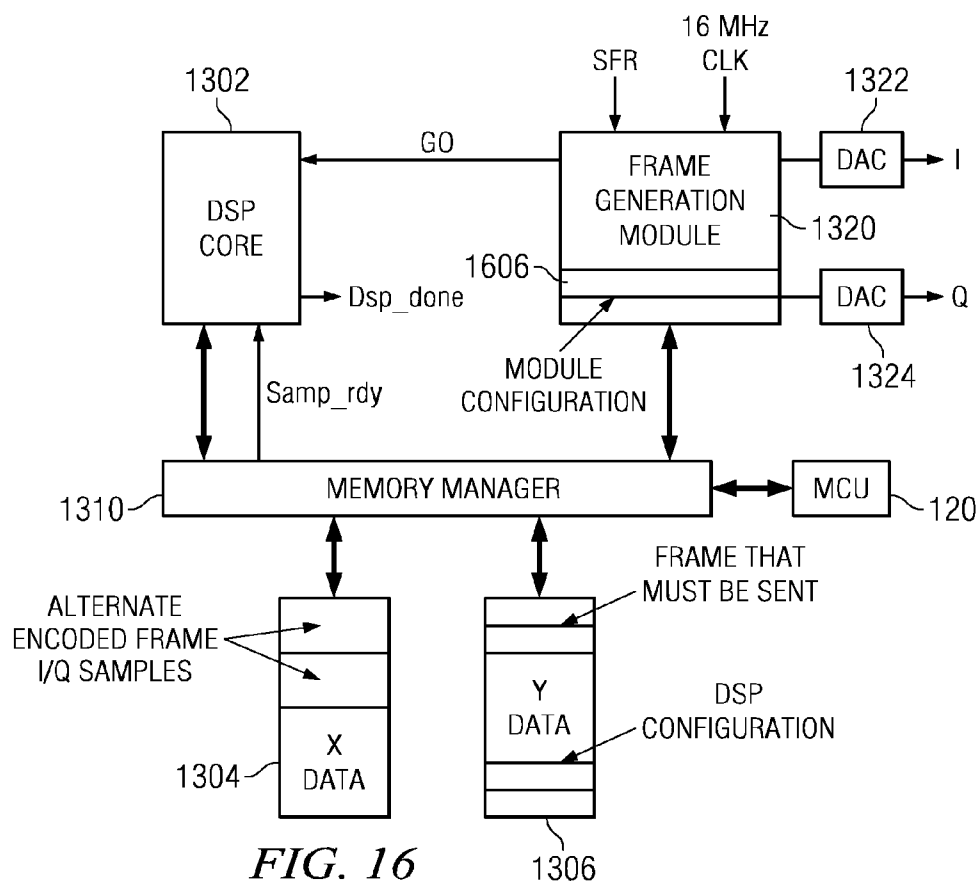 16 MHz
CLK
SFR
1302
1322
GO
DSP
CORE
FRAME
GENERATION
MODULE
DAC
I
1320
1606
Dsp_done
DAC
Q
MODULE
CONFIGURATION
1324
Samp_rdy
MEMORY MANAGER
MCU
1310
120
FRAME THAT
MUST BE SENT
ALTERNATE
ENCODED FRAME
I/Q SAMPLES
Y
DATA
DSP
CONFIGURATION
X
DATA
1304
1306
FIG. 16